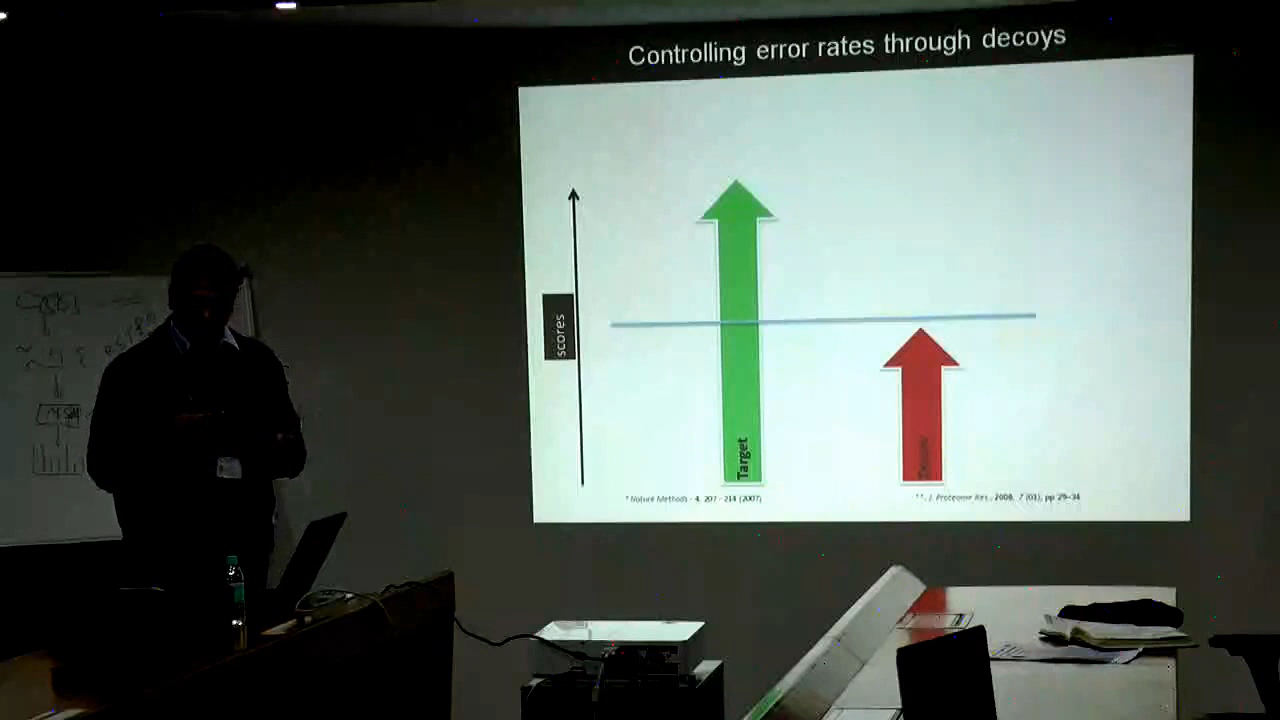 Controlling error rates through decoys
scores
Target
Decoy
* Nature Methods - 4, 207 - 214 (2007)
**, J. Proteome Res., 2008, 7 (01), pp 29–34